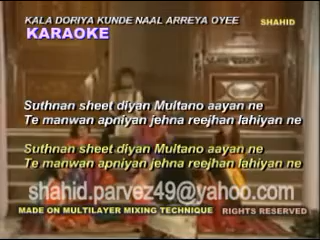 KALA DORIYA KUNDE NAAL ARREYA OYEE
SHAHID
KARAOKE
Suthnan sheet diyan Multano aayan ne
Te manwan apniyan jehna reejhan lahiyan ne
Suthnan sheet diyan Multano aayan ne
Te manwan apniyan jehna reejhan lahiyan ne
shahid.parvez49@yahoo.com
MADE ON MULTILAYER MIXING TECHNIQUE
RIGHTS RESERVED